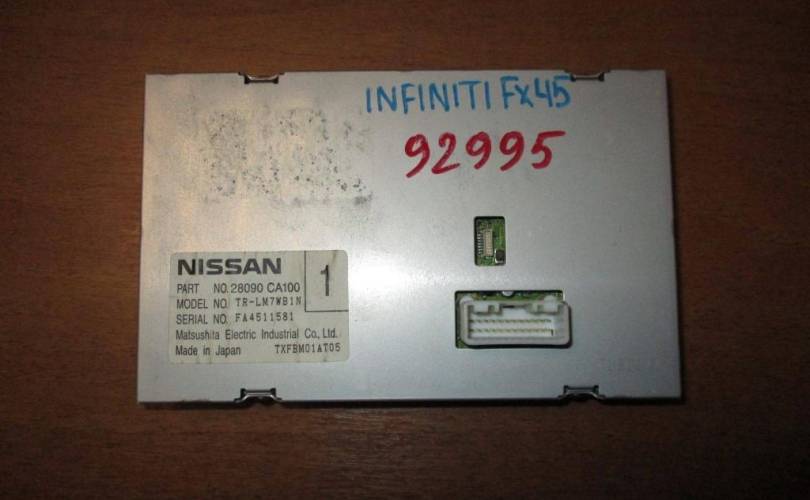 INFINITI FX45
92995
NISSAN
1
PART NO. 28090 CA100
MODEL NO. TR-LM7WB1N
SERIAL NO. FA4511581
Matsushita Electric Industrial Co., Ltd.
Made in Japan TXFBM01AT05